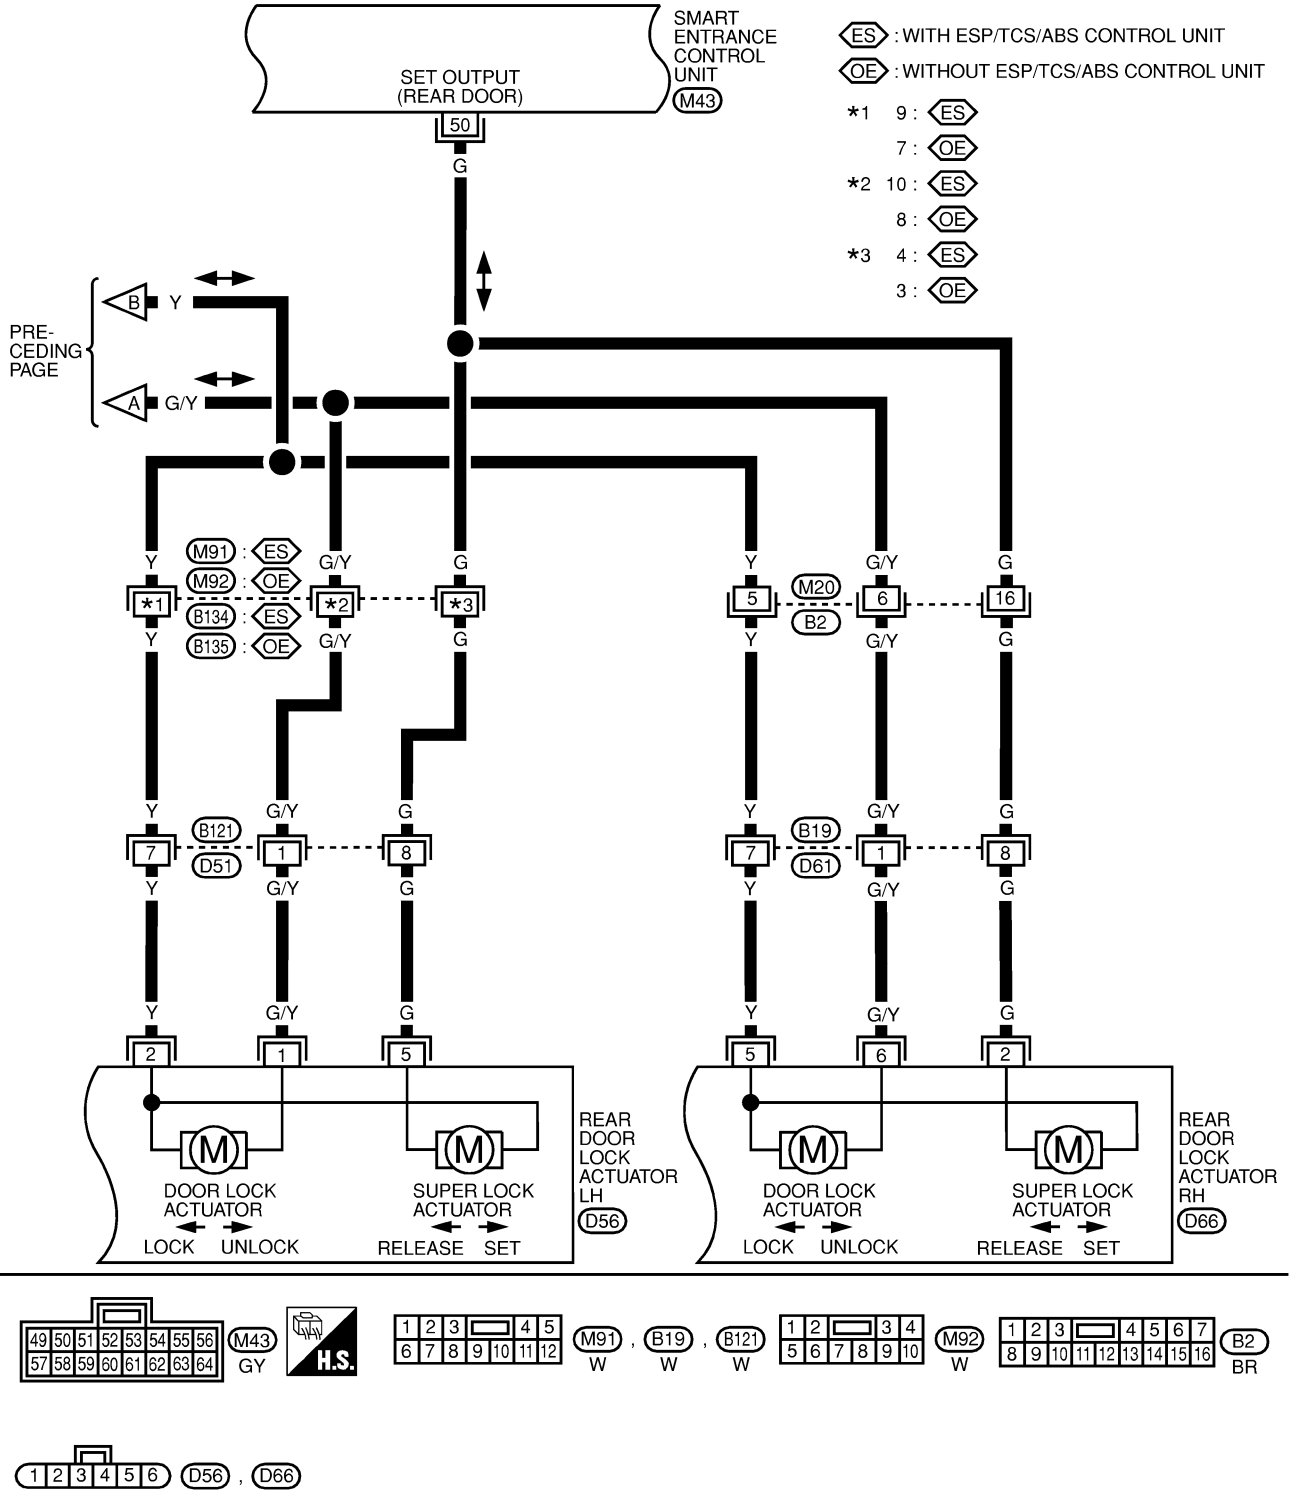 SMART
ENTRANCE
CONTROL
UNIT
M43
SET OUTPUT
(REAR DOOR)
50
G
ES : WITH ESP/TCS/ABS CONTROL UNIT
OE : WITHOUT ESP/TCS/ABS CONTROL UNIT
*1 9 : ES
7 : OE
*2 10 : ES
8 : OE
*3 4 : ES
3 : OE
PRE-
CEDING
PAGE
B Y
A G/Y
Y G/Y G Y G/Y G
M91 : ES
M92 : OE
*1 *2 *3
B134 : ES
B135 : OE
M20
5 6 16
B2
Y G/Y G Y G/Y G
Y G/Y G Y G/Y G
B121 B19
7 1 8 7 1 8
D51 D61
Y G/Y G Y G/Y G
Y G/Y G Y G/Y G
2 1 5 5 6 2
M M M M
DOOR LOCK
ACTUATOR
LOCK UNLOCK
SUPER LOCK
ACTUATOR
RELEASE SET
REAR
DOOR
LOCK
ACTUATOR
LH
D56
DOOR LOCK
ACTUATOR
LOCK UNLOCK
SUPER LOCK
ACTUATOR
RELEASE SET
REAR
DOOR
LOCK
ACTUATOR
RH
D66
49 50 51 52 53 54 55 56
57 58 59 60 61 62 63 64
M43
GY
H.S.
1 2 3 4 5
6 7 8 9 10 11 12
M91 , B19 , B121
W W W
1 2 3 4
5 6 7 8 9 10
M92
W
1 2 3 4 5 6 7
8 9 10 11 12 13 14 15 16
B2
BR
1 2 3 4 5 6 D56 , D66